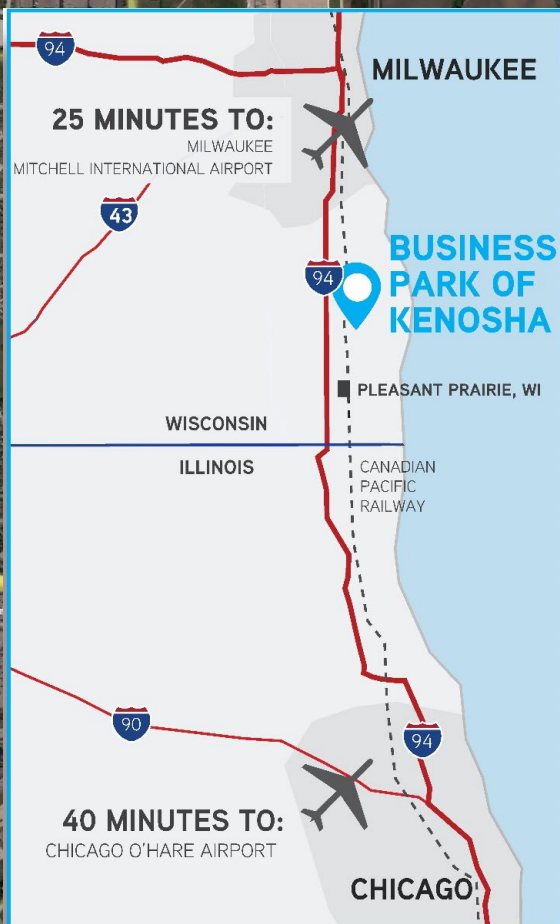 94
MILWAUKEE
25 MINUTES TO:
MILWAUKEE
MITCHELL INTERNATIONAL AIRPORT
43
94
BUSINESS
PARK OF
KENOSHA
PLEASANT PRAIRIE, WI
WISCONSIN
ILLINOIS
CANADIAN
PACIFIC
RAILWAY
90
94
40 MINUTES TO:
CHICAGO O'HARE AIRPORT
CHICAGO